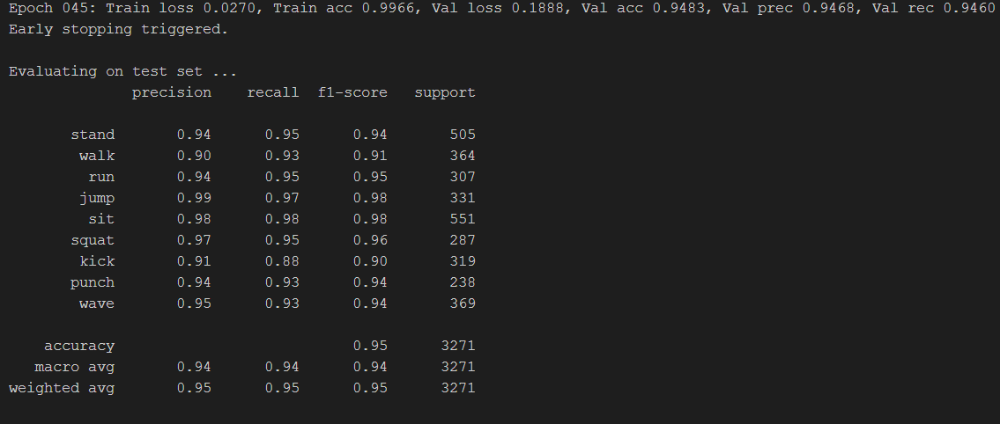 Epoch 045: Train loss 0.0270, Train acc 0.9966, Val loss 0.1888, Val acc 0.9483, Val prec 0.9468, Val rec 0.9460
Early stopping triggered.
Evaluating on test set ...
precision recall f1-score support
stand 0.94 0.95 0.94 505
walk 0.90 0.93 0.91 364
run 0.94 0.95 0.95 307
jump 0.99 0.97 0.98 331
sit 0.98 0.98 0.98 551
squat 0.97 0.95 0.96 287
kick 0.91 0.88 0.90 319
punch 0.94 0.93 0.94 238
wave 0.95 0.93 0.94 369
accuracy 0.95 3271
macro avg 0.94 0.94 0.94 3271
weighted avg 0.95 0.95 0.95 3271